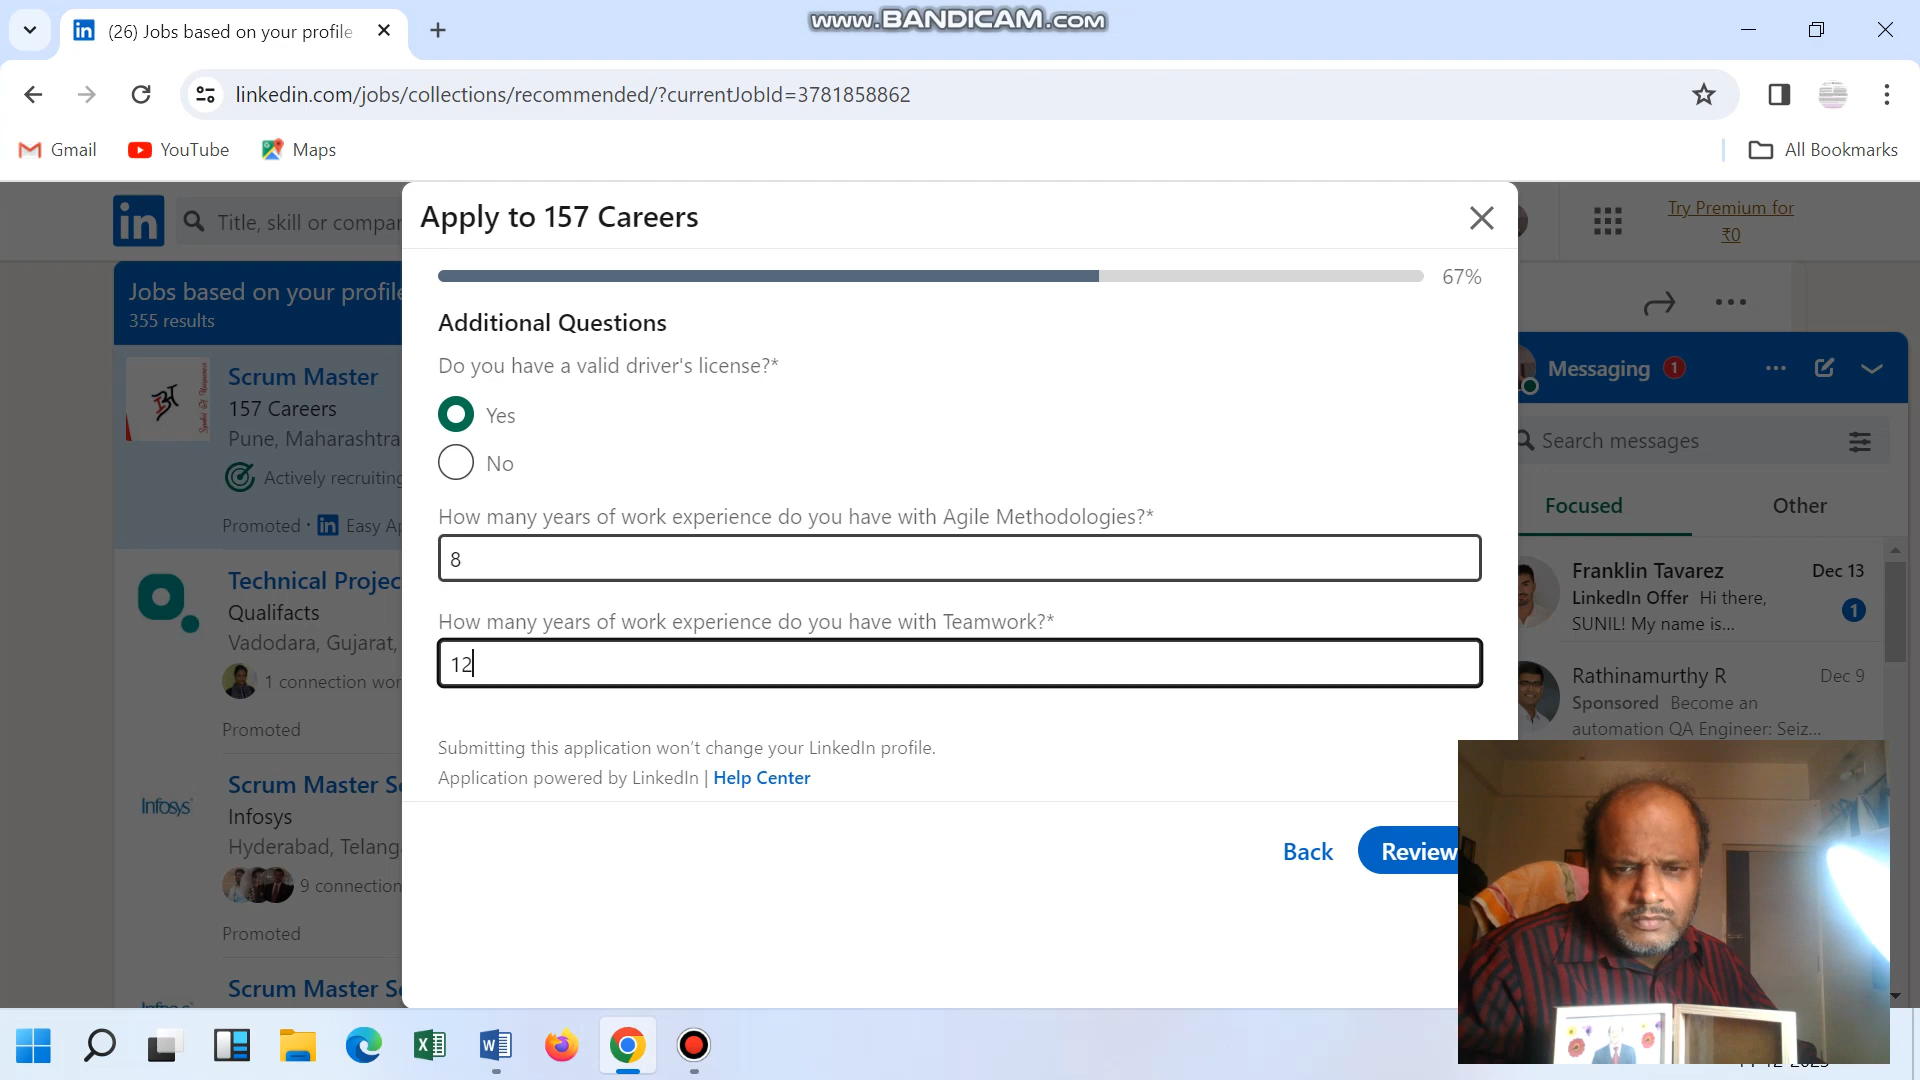 (26) Jobs based on your profile
www.BANDICAM.com
linkedin.com/jobs/collections/recommended/?currentJobId=3781858862
Gmail
YouTube
Maps
All Bookmarks
in
Title, skill or compar
Try Premium for
₹0
Jobs based on your profile
355 results
Scrum Master
157 Careers
Pune, Maharashtra
Actively recruiting
Promoted · in Easy Ap
Technical Projec
Qualifacts
Vadodara, Gujarat,
1 connection wor
Promoted
Infosys
Scrum Master S
Infosys
Hyderabad, Telang
9 connection
Promoted
Scrum Master S
Apply to 157 Careers
67%
Additional Questions
Do you have a valid driver's license?*
Yes
No
How many years of work experience do you have with Agile Methodologies?*
8
How many years of work experience do you have with Teamwork?*
12
Submitting this application won't change your LinkedIn profile.
Application powered by LinkedIn | Help Center
Back
Review
Messaging 1
Search messages
Focused
Other
Franklin Tavarez Dec 13
LinkedIn Offer Hi there,
SUNIL! My name is... 1
Rathinamurthy R Dec 9
Sponsored Become an
automation QA Engineer: Seiz...